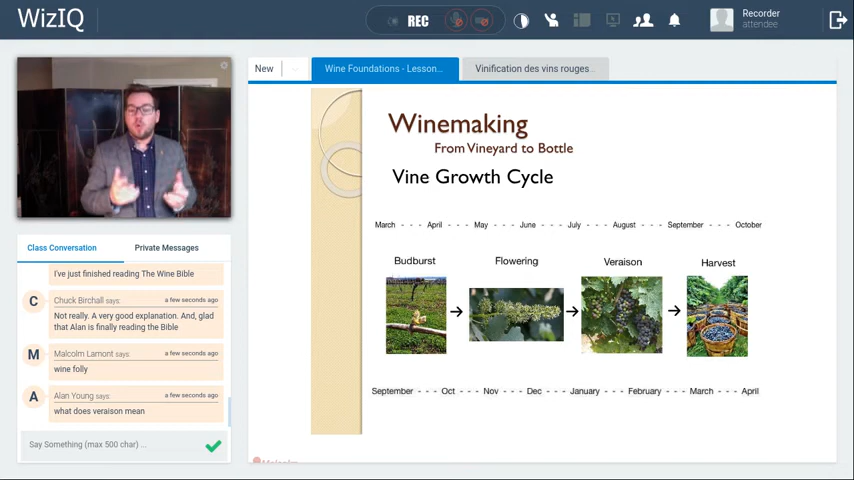 WizIQ
REC
Recorder
attendee
New
Wine Foundations - Lesson...
Vinification des vins rouges...
Winemaking
From Vineyard to Bottle
Vine Growth Cycle
March - - - April - - - May - - - June - - - July - - - August - - - September - - - October
Budburst
Flowering
Veraison
Harvest
September - - - Oct - - - Nov - - - Dec - - - January - - - February - - - March - - - April
Class Conversation
Private Messages
I've just finished reading The Wine Bible
C
Chuck Birchall says:
a few seconds ago
Not really. A very good explanation. And, glad
that Alan is finally reading the Bible
M
Malcolm Lamont says:
a few seconds ago
wine folly
A
Alan Young says:
a few seconds ago
what does veraison mean
Say Something (max 500 char) ...